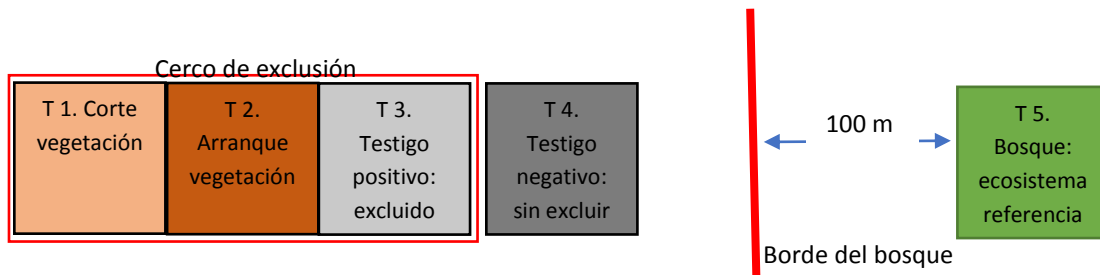 Cerco de exclusión
T 1. Corte
vegetación
T 2.
Arranque
vegetación
T 3.
Testigo
positivo:
excluido
T 4.
Testigo
negativo:
sin excluir
100 m
T 5.
Bosque:
ecosistema
referencia
Borde del bosque